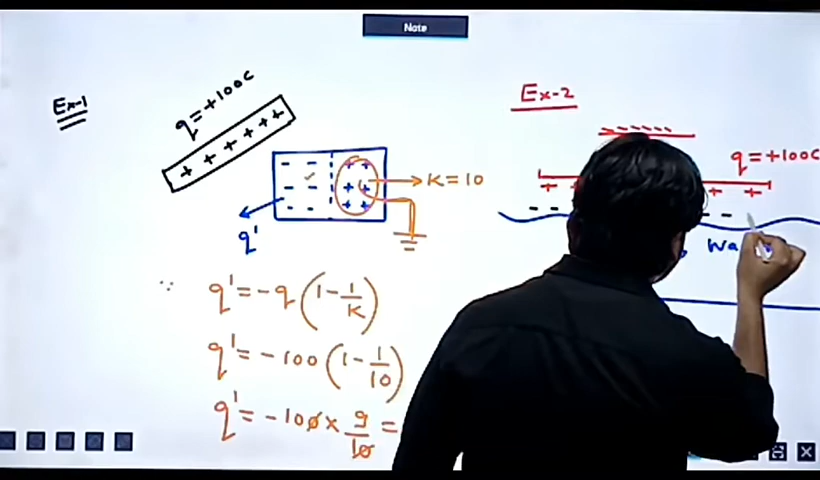 Note
Ex-1
q=+100C
+ + + + + +
- - + +
- - + +
- - + +
K=10
q'
∵ q' = -q (1 - 1/K)
q' = -100 (1 - 1/10)
q' = -100 × 9/10 =
Ex-2
- - - - - -
q=+100C
+ + +
- - - -
Wa